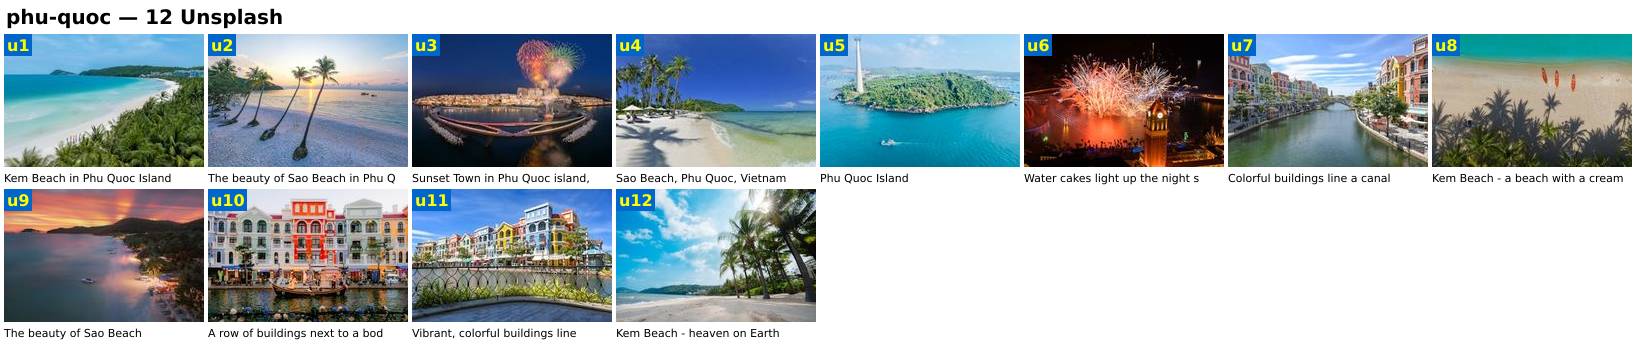 phu-quoc — 12 Unsplash
u1
u2
u3
u4
u5
u6
u7
u8
Kem Beach in Phu Quoc Island
The beauty of Sao Beach in Phu Q
Sunset Town in Phu Quoc island,
Sao Beach, Phu Quoc, Vietnam
Phu Quoc Island
Water cakes light up the night s
Colorful buildings line a canal
Kem Beach - a beach with a cream
u9
u10
u11
u12
The beauty of Sao Beach
A row of buildings next to a bod
Vibrant, colorful buildings line
Kem Beach - heaven on Earth